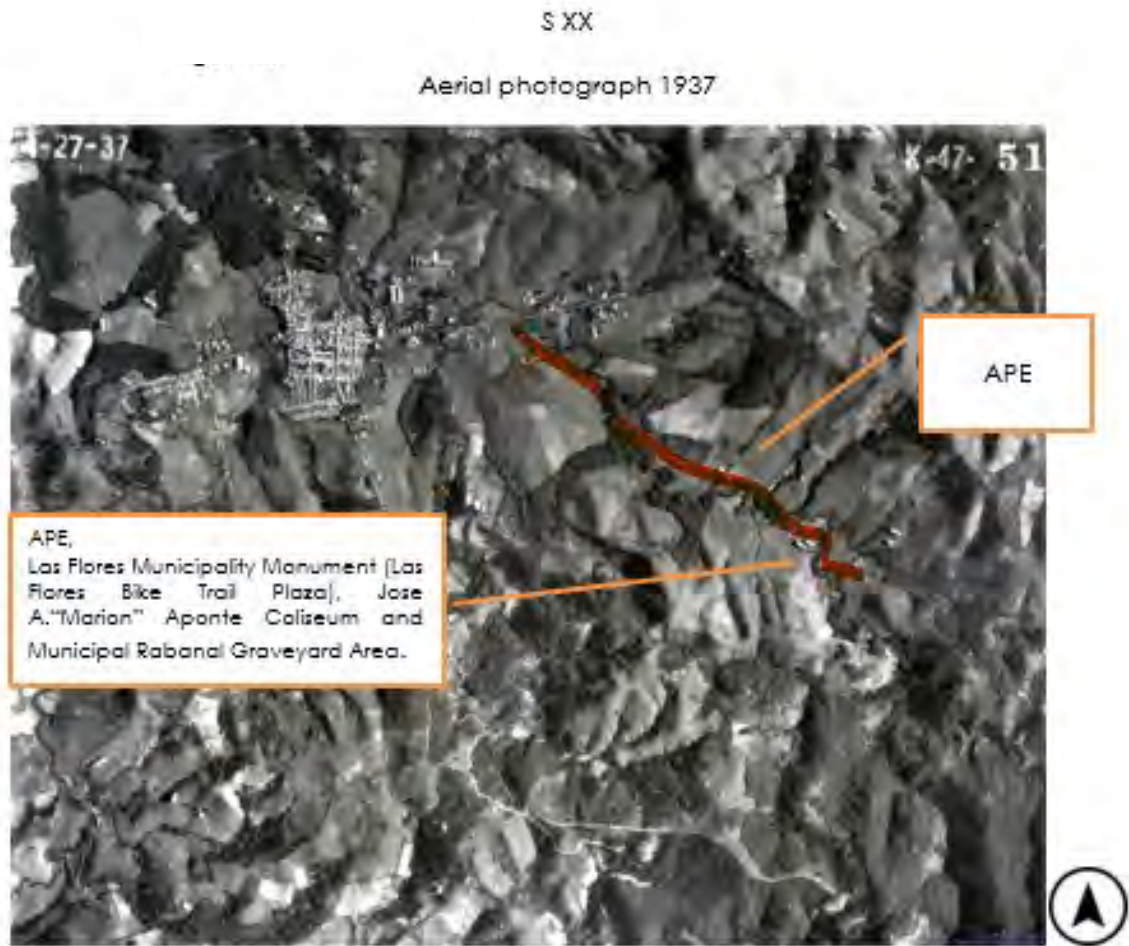 S XX
Aerial photograph 1937
-27-37
K-47- 51
APE
APE,
Las Flores Municipality Monument (Las
Flores Bike Trail Plaza), Jose
A."Marion" Aponte Coliseum and
Municipal Rabanal Graveyard Area.